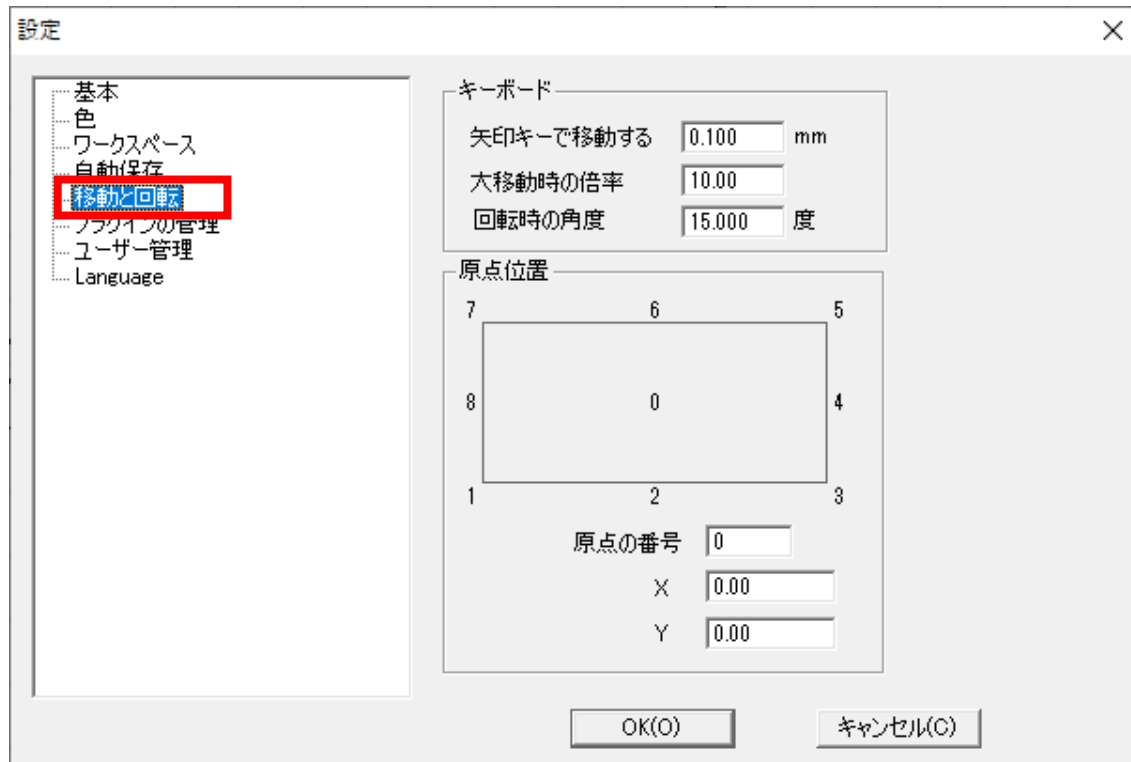 設定
基本
色
ワークスペース
自動保存
移動と回転
プラグインの管理
ユーザー管理
Language
キーボード
矢印キーで移動する 0.100 mm
大移動時の倍率 10.00
回転時の角度 15.000 度
原点位置
7 6 5
8 0 4
1 2 3
原点の番号 0
X 0.00
Y 0.00
OK(O) キャンセル(C)